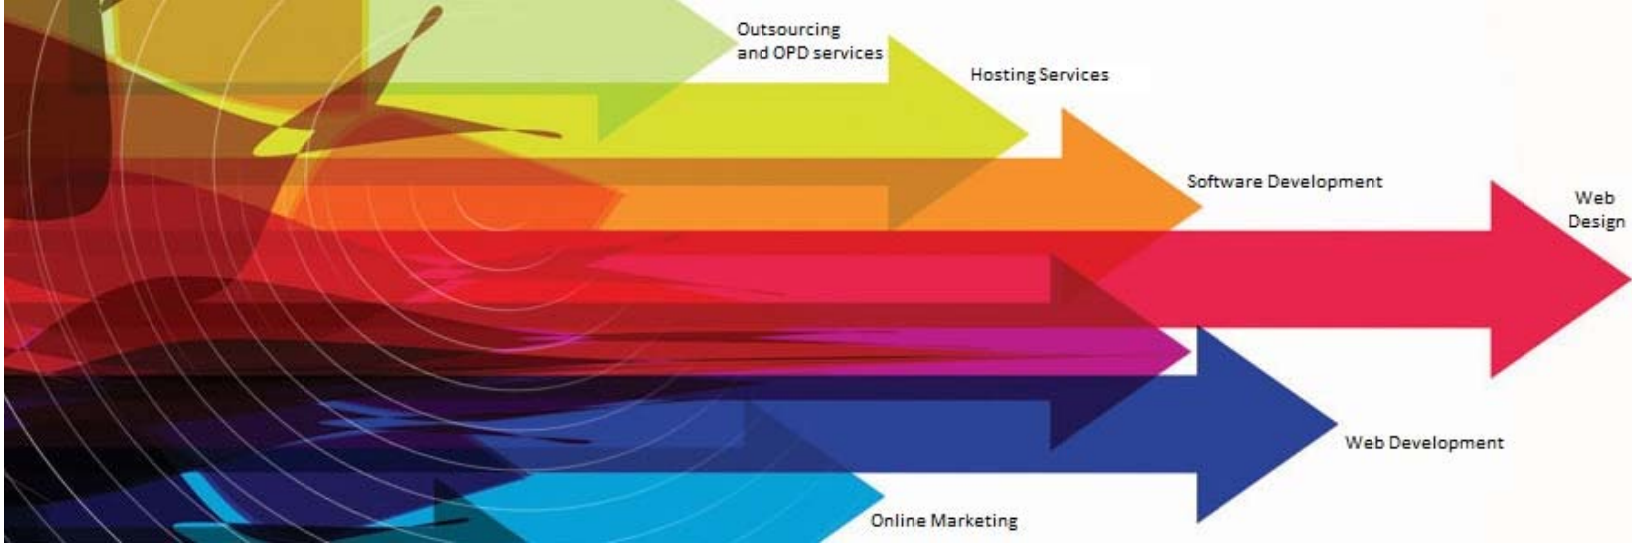 Outsourcing
and OPD services
Hosting Services
Software Development
Web
Design
Web Development
Online Marketing